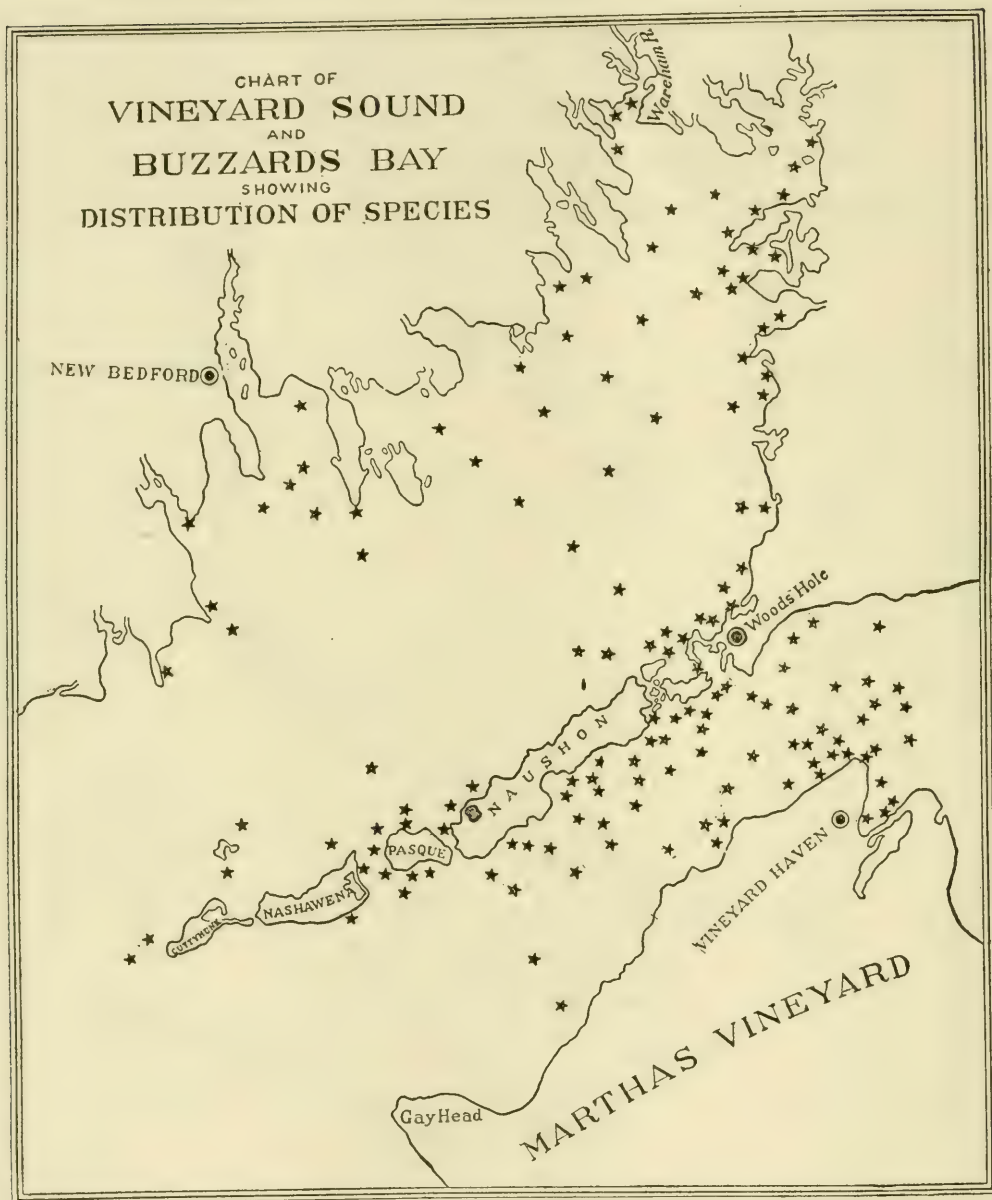 CHART OF
VINEYARD SOUND
AND
BUZZARDS BAY
SHOWING
DISTRIBUTION OF SPECIES
Wareham R.
NEW BEDFORD
Woods Hole
NAUSHON
PASQUE
NASHAWENA
CUTTYHUNK
VINEYARD HAVEN
MARTHAS VINEYARD
Gay Head